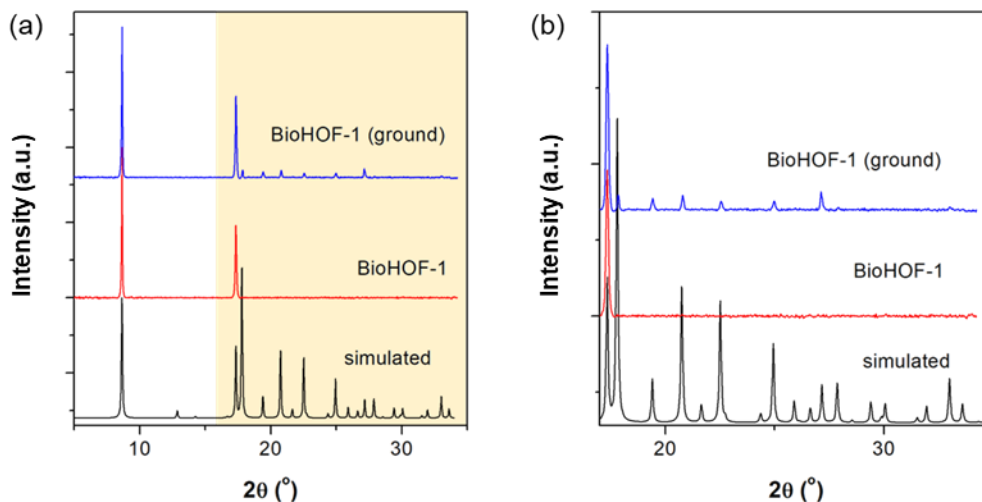 (a)
Intensity (a.u.)
BioHOF-1 (ground)
BioHOF-1
simulated
10
20
30
2θ (°)
(b)
Intensity (a.u.)
BioHOF-1 (ground)
BioHOF-1
simulated
20
30
2θ (°)